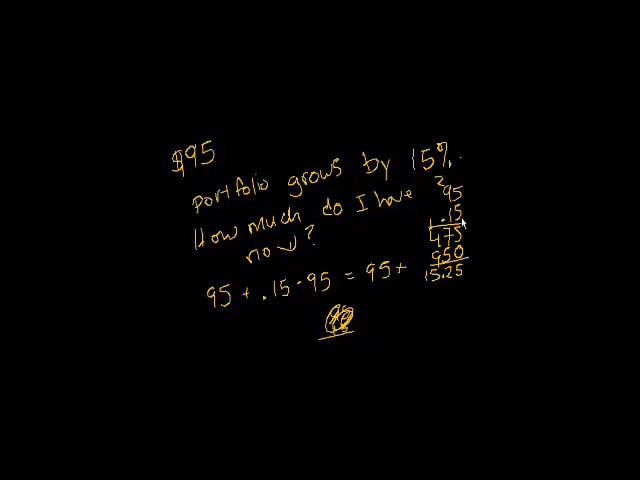 $95
Portfolio grows by 15%.
How much do I have
now?
95 + .15 · 95 = 95 +
2
95
.15
475
950
15.25